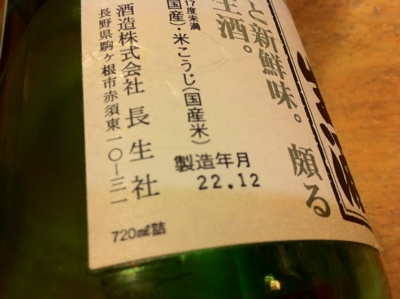 と新鮮味。頗る
生酒。
17度未満
(国産)・米こうじ(国産米)
酒造株式会社 長生社
長野県駒ヶ根市赤須東一〇-三一
製造年月
22.12
720㎖詰